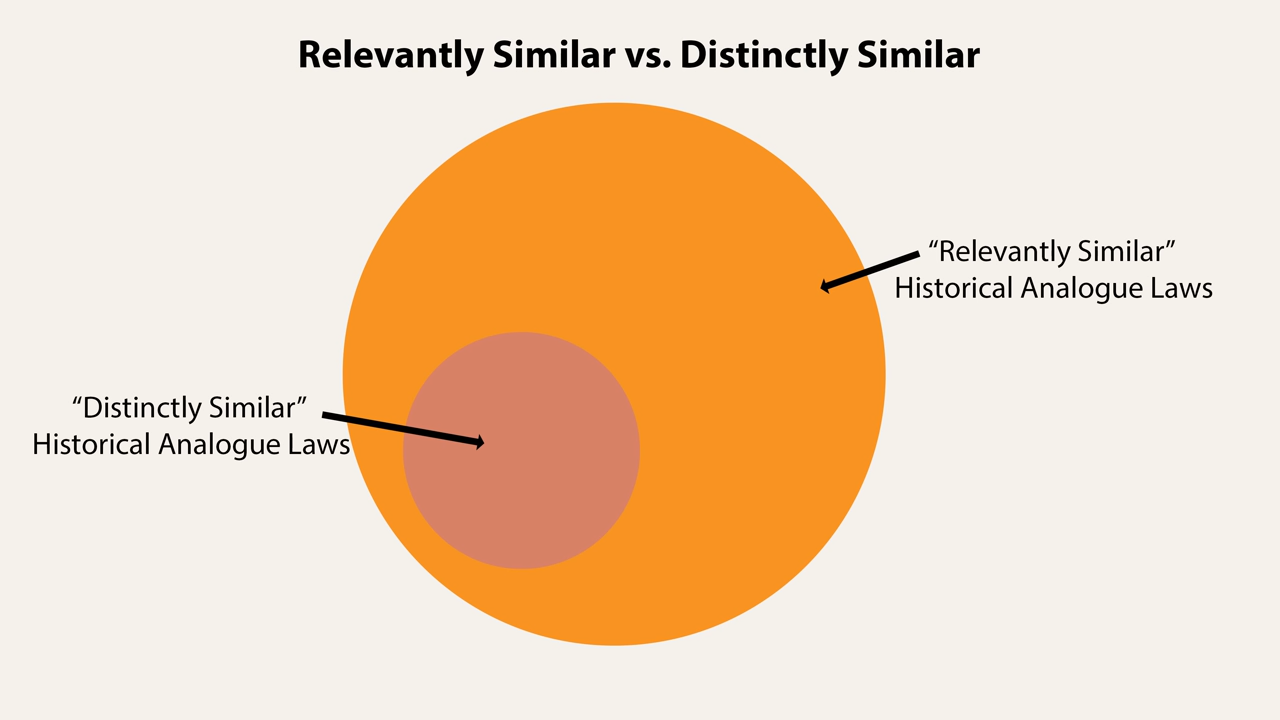 Relevantly Similar vs. Distinctly Similar
“Relevantly Similar”
Historical Analogue Laws
“Distinctly Similar”
Historical Analogue Laws